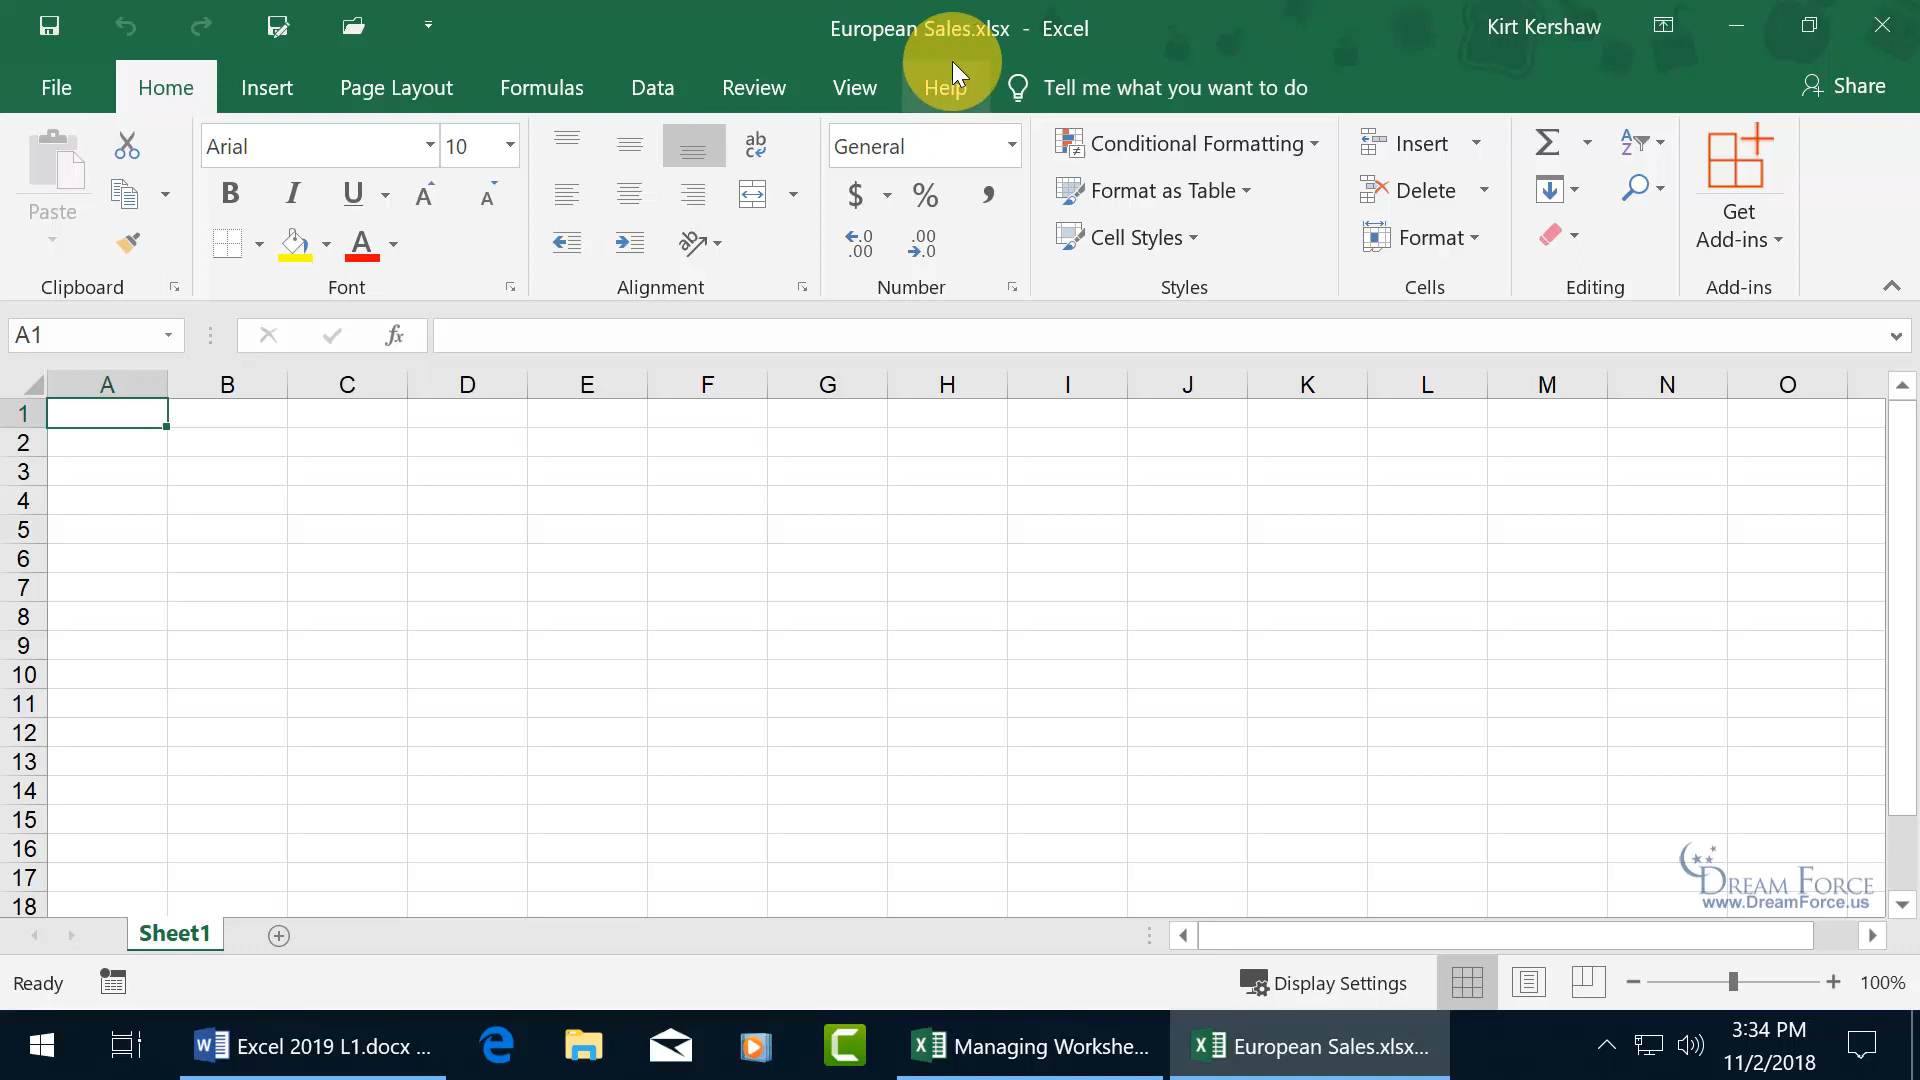 European Sales.xlsx - Excel
Kirt Kershaw
File Home Insert Page Layout Formulas Data Review View Help Tell me what you want to do Share
Arial 10 General Conditional Formatting Insert
Format as Table Delete
Paste Cell Styles Format
Get
Add-ins
Clipboard Font Alignment Number Styles Cells Editing Add-ins
A1 fx
A B C D E F G H I J K L M N O
1
2
3
4
5
6
7
8
9
10
11
12
13
14
15
16
17
18
DREAM FORCE
www.DreamForce.us
Sheet1
Ready Display Settings 100%
Excel 2019 L1.docx ... Managing Workshe... European Sales.xlsx...
3:34 PM
11/2/2018